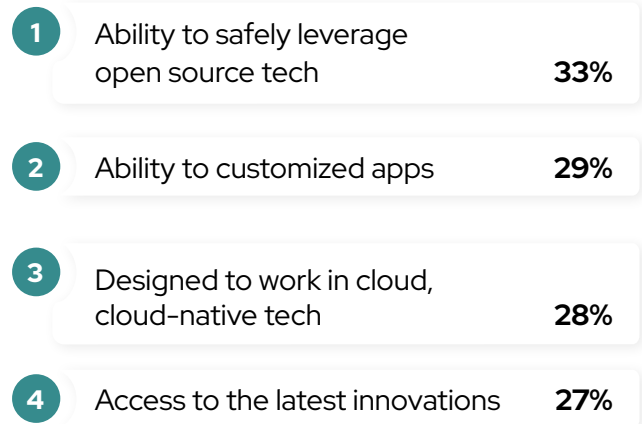 1
Ability to safely leverage
open source tech 33%
2 Ability to customized apps 29%
3
Designed to work in cloud,
cloud-native tech 28%
4 Access to the latest innovations 27%